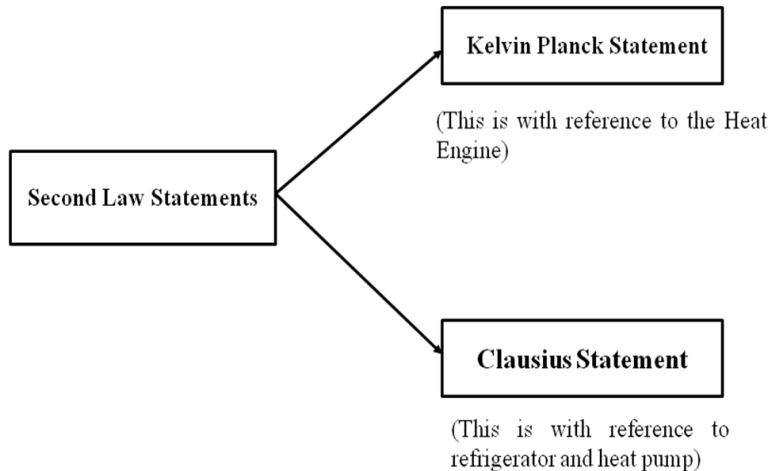 Kelvin Planck Statement
(This is with reference to the Heat
Engine)
Second Law Statements
Clausius Statement
(This is with reference to
refrigerator and heat pump)